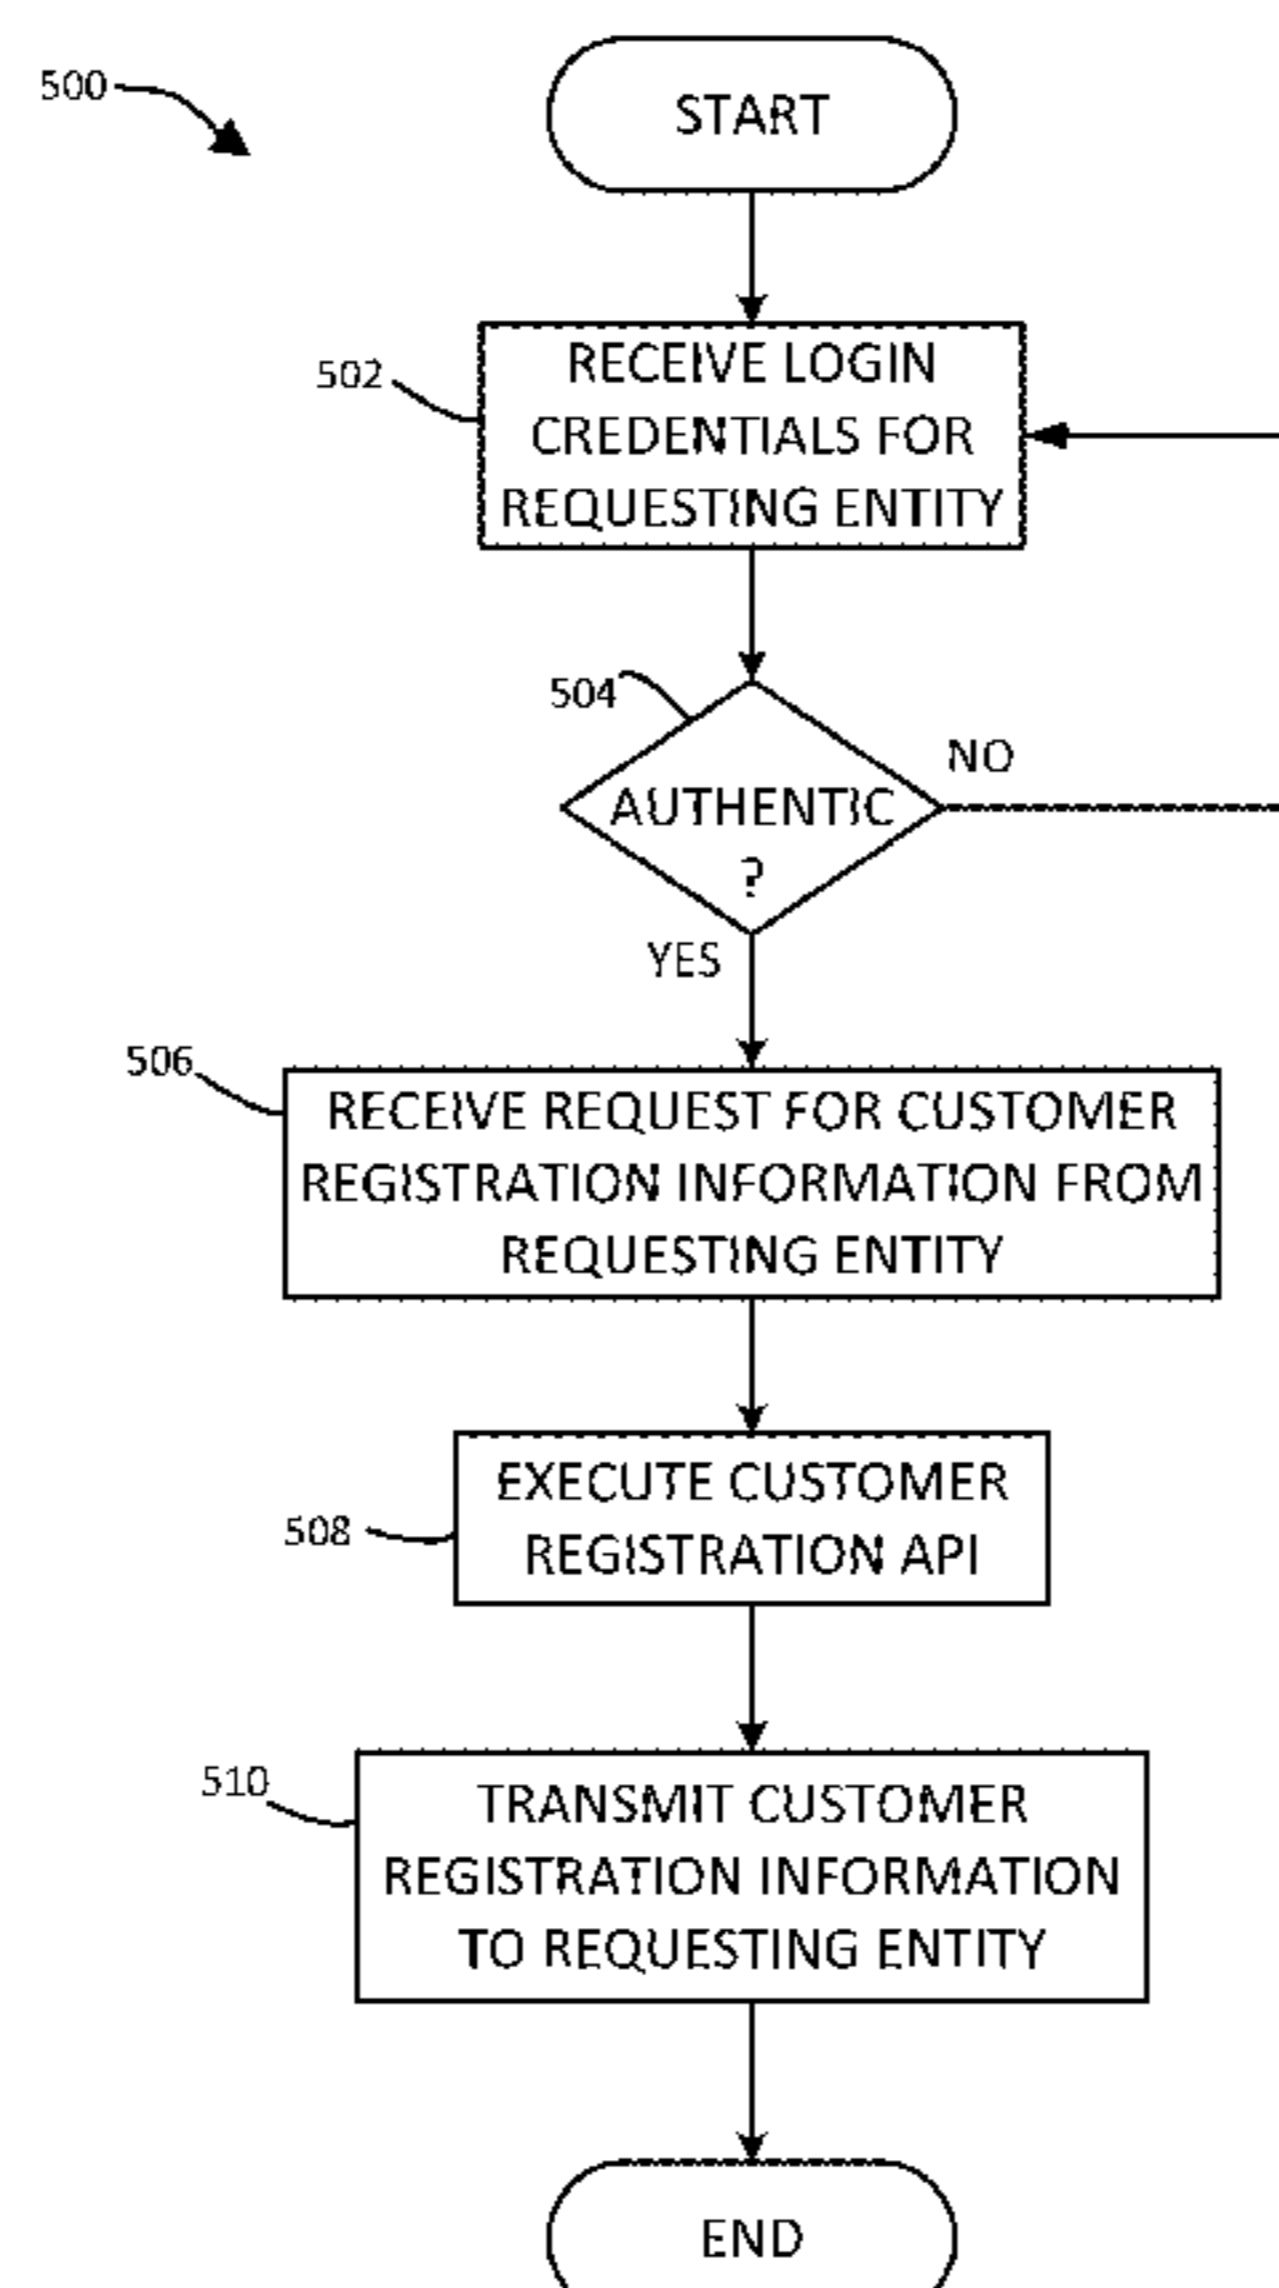 500
START
502
RECEIVE LOGIN
CREDENTIALS FOR
REQUESTING ENTITY
504
NO
AUTHENTIC
?
YES
506
RECEIVE REQUEST FOR CUSTOMER
REGISTRATION INFORMATION FROM
REQUESTING ENTITY
508
EXECUTE CUSTOMER
REGISTRATION API
510
TRANSMIT CUSTOMER
REGISTRATION INFORMATION
TO REQUESTING ENTITY
END